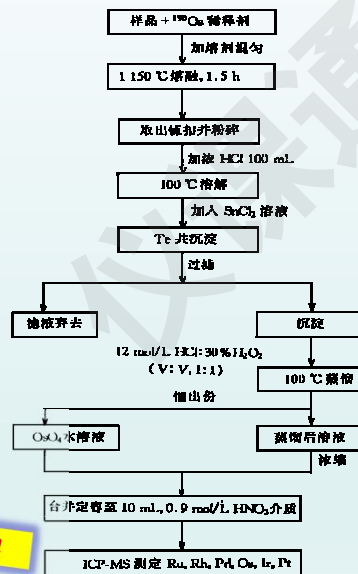 样品 + ¹⁹⁰Os 稀释剂
加熔剂混匀
1 150 ℃ 熔融, 1.5 h
取出镍扣并粉碎
加浓 HCl 100 mL
100 ℃ 溶解
加入 SnCl₂ 溶液
Te 共沉淀
过滤
滤液弃去
沉淀
12 mol/L HCl : 30% H₂O₂
( V : V, 1 : 1 )
100 ℃ 蒸馏
馏出份
OsO₄ 水溶液
蒸馏后溶液
浓缩
合并定容至 10 mL, 0.9 mol/L HNO₃ 介质
ICP-MS 测定 Ru, Rh, Pd, Os, Ir, Pt